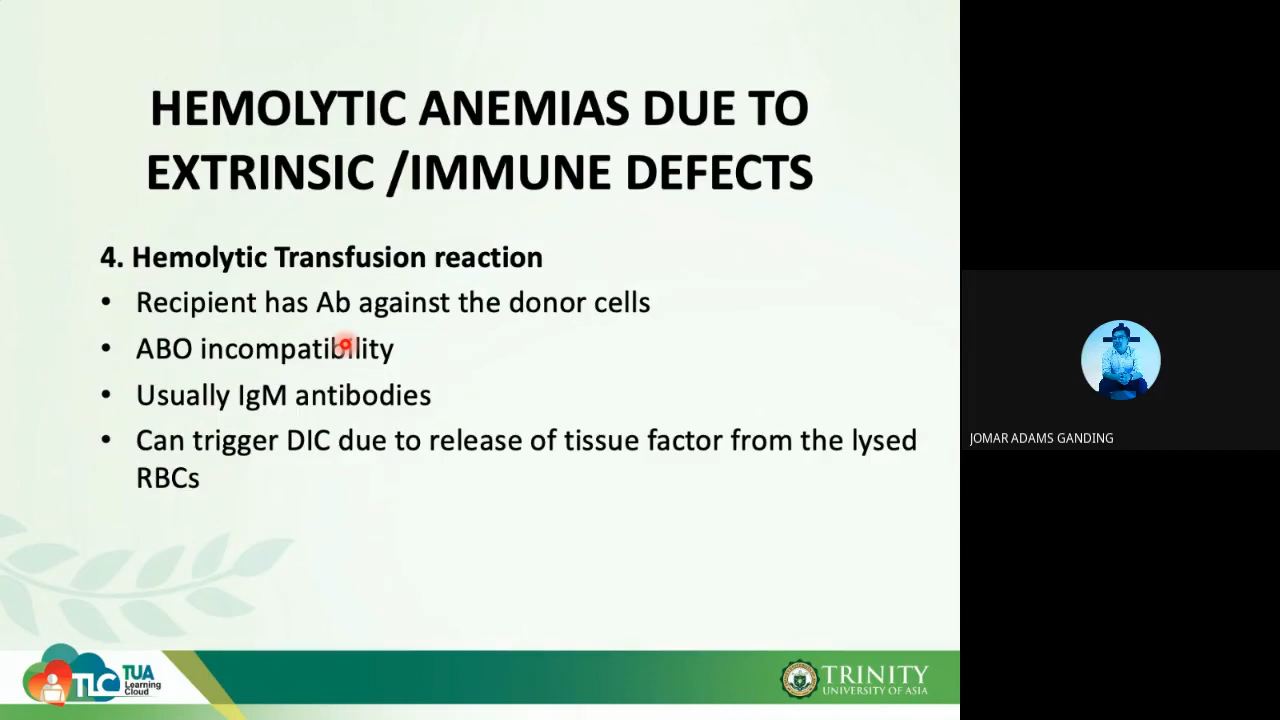 HEMOLYTIC ANEMIAS DUE TO
EXTRINSIC /IMMUNE DEFECTS
4. Hemolytic Transfusion reaction
• Recipient has Ab against the donor cells
• ABO incompatibility
• Usually IgM antibodies
• Can trigger DIC due to release of tissue factor from the lysed
RBCs
JOMAR ADAMS GANDING
TLC TUA
Learning
Cloud
TRINITY
UNIVERSITY OF ASIA